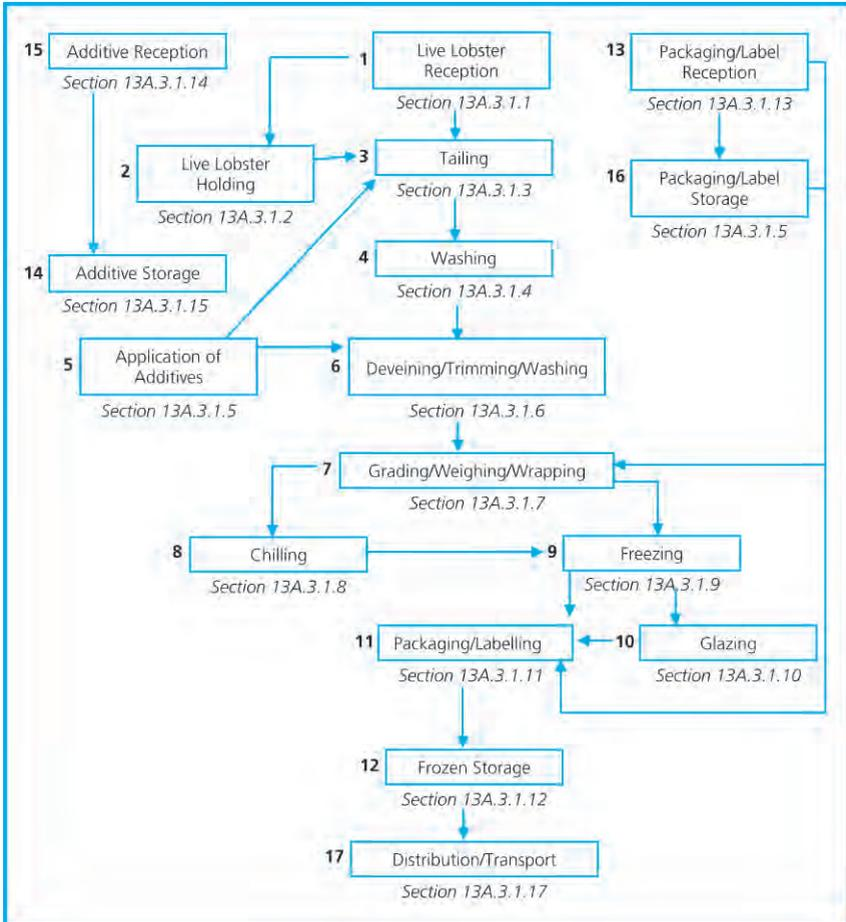 15 Additive Reception
Section 13A.3.1.14
1 Live Lobster
Reception
Section 13A.3.1.1
13 Packaging/Label
Reception
Section 13A.3.1.13
2 Live Lobster
Holding
Section 13A.3.1.2
3 Tailing
Section 13A.3.1.3
16 Packaging/Label
Storage
Section 13A.3.1.5
4 Washing
Section 13A.3.1.4
14 Additive Storage
Section 13A.3.1.15
5 Application of
Additives
Section 13A.3.1.5
6 Deveining/Trimming/Washing
Section 13A.3.1.6
7 Grading/Weighing/Wrapping
Section 13A.3.1.7
8 Chilling
Section 13A.3.1.8
9 Freezing
Section 13A.3.1.9
11 Packaging/Labelling
Section 13A.3.1.11
10 Glazing
Section 13A.3.1.10
12 Frozen Storage
Section 13A.3.1.12
17 Distribution/Transport
Section 13A.3.1.17